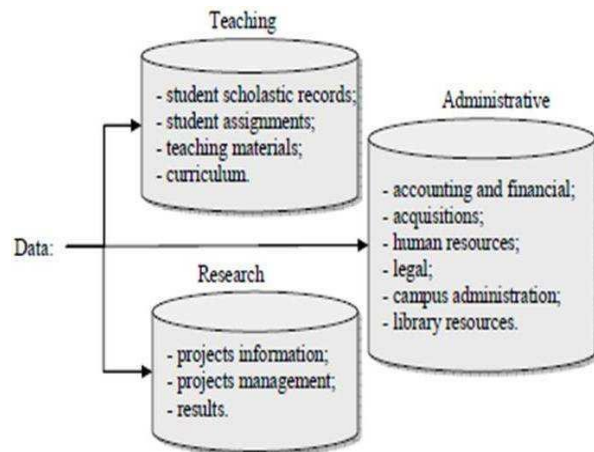 Teaching
- student scholastic records;
- student assignments;
- teaching materials;
- curriculum.
Administrative
- accounting and financial;
- acquisitions;
- human resources;
- legal;
- campus administration;
- library resources.
Data:
Research
- projects information;
- projects management;
- results.